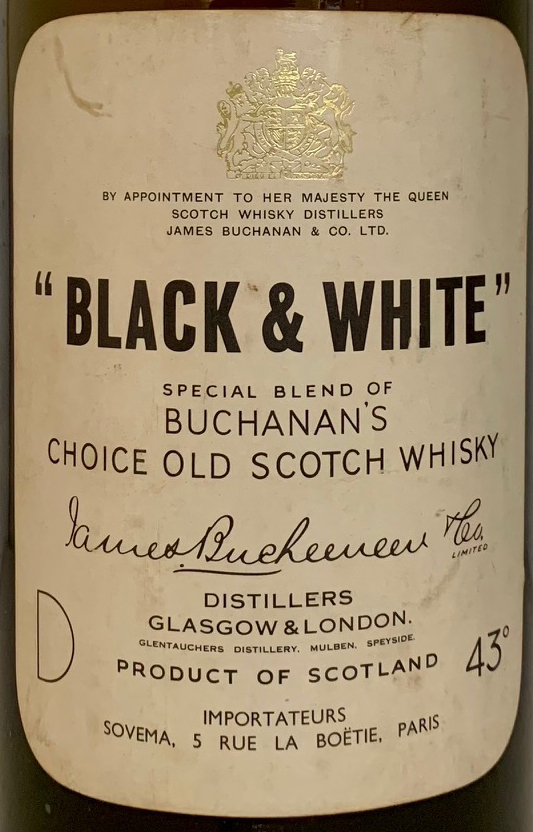 BY APPOINTMENT TO HER MAJESTY THE QUEEN
SCOTCH WHISKY DISTILLERS
JAMES BUCHANAN & CO. LTD.
“BLACK & WHITE”
SPECIAL BLEND OF
BUCHANAN'S
CHOICE OLD SCOTCH WHISKY
James Buchanan & Co.
LIMITED
DISTILLERS
GLASGOW & LONDON.
GLENTAUCHERS DISTILLERY, MULBEN, SPEYSIDE.
PRODUCT OF SCOTLAND
D
43°
IMPORTATEURS
SOVEMA, 5 RUE LA BOËTIE, PARIS